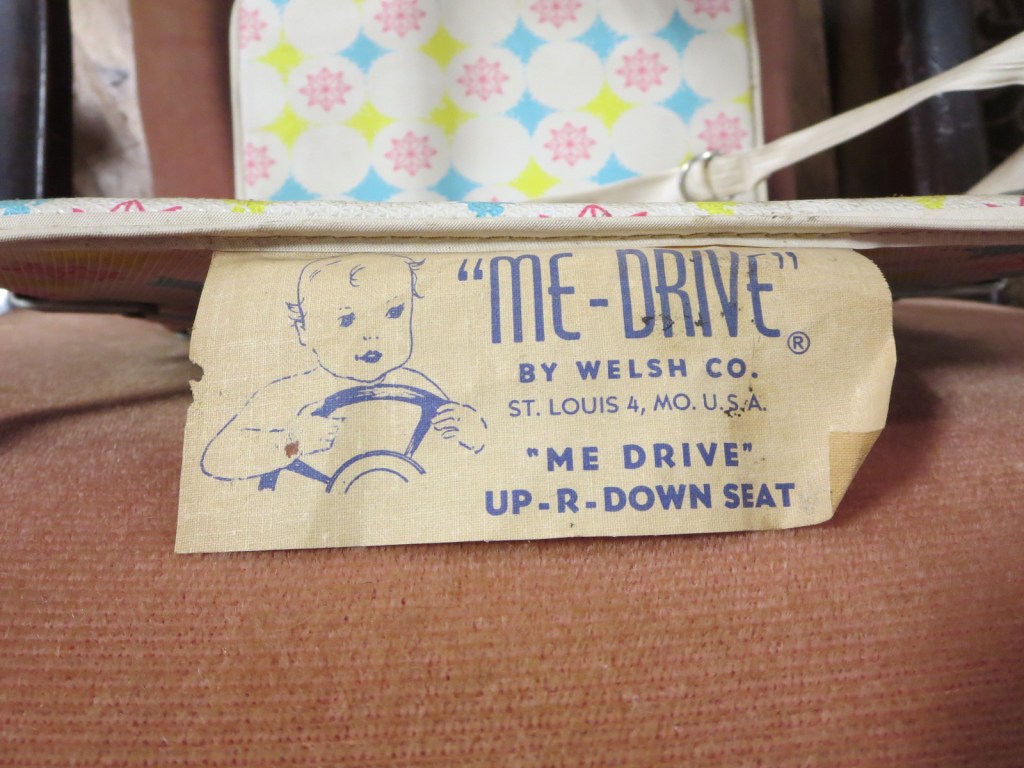 "ME-DRIVE"®
BY WELSH CO.
ST. LOUIS 4, MO. U.S.A.
"ME DRIVE"
UP-R-DOWN SEAT